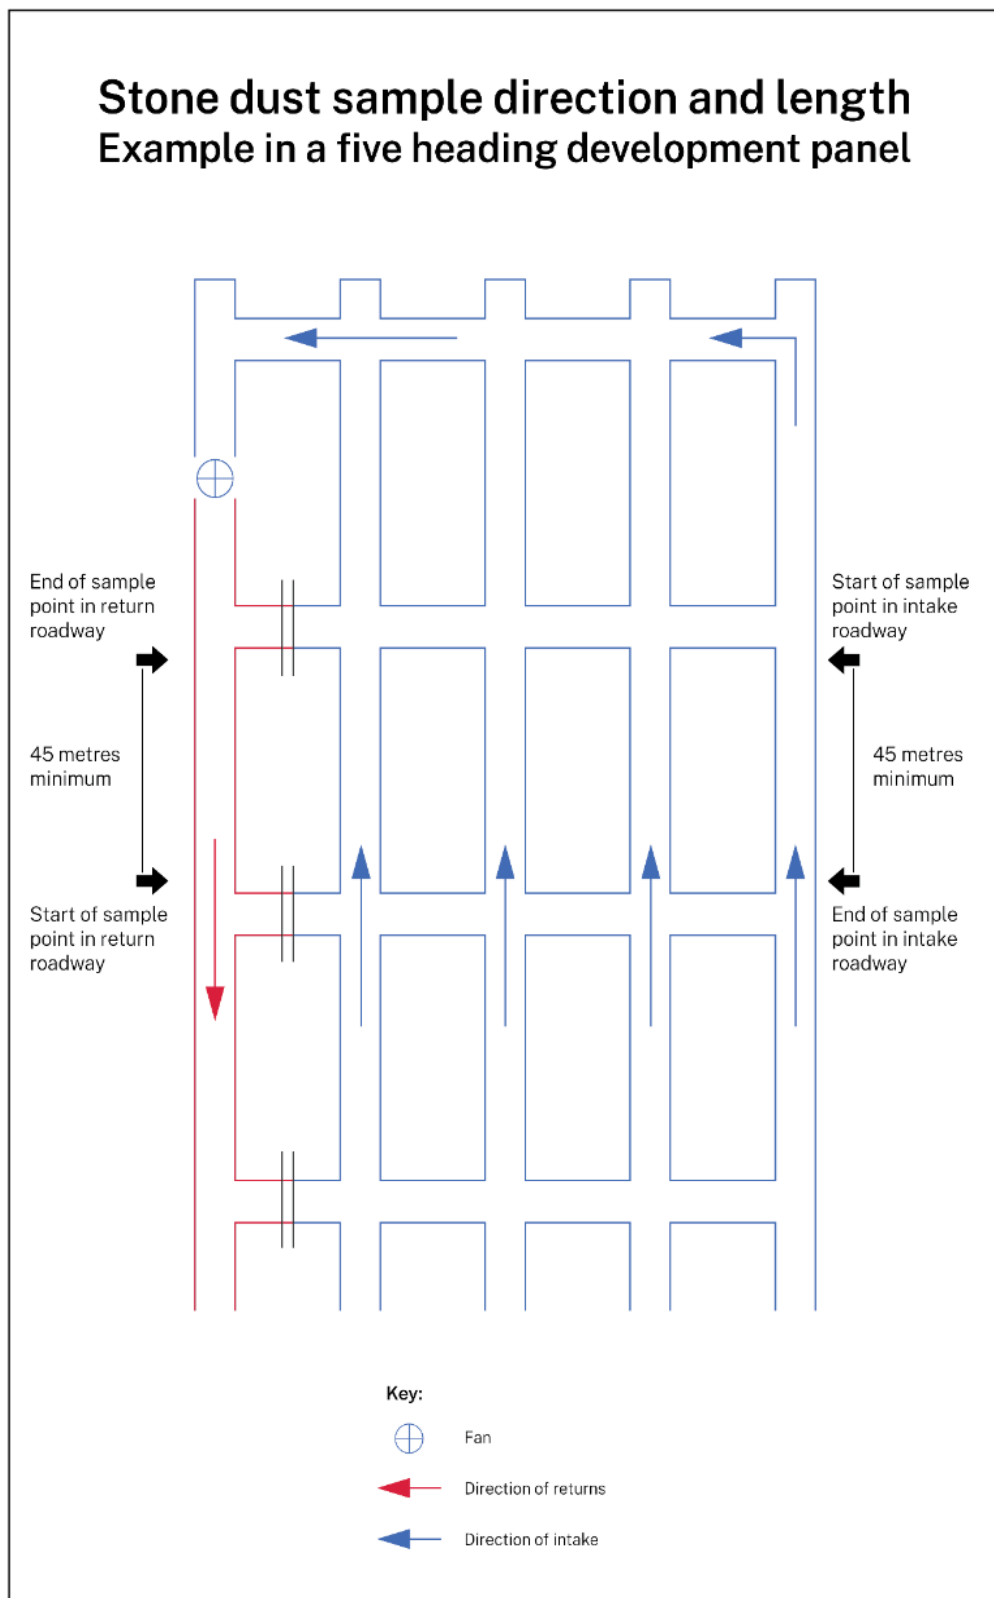 Stone dust sample direction and length
Example in a five heading development panel
End of sample
point in return
roadway
Start of sample
point in intake
roadway
45 metres
minimum
45 metres
minimum
Start of sample
point in return
roadway
End of sample
point in intake
roadway
Key:
Fan
Direction of returns
Direction of intake